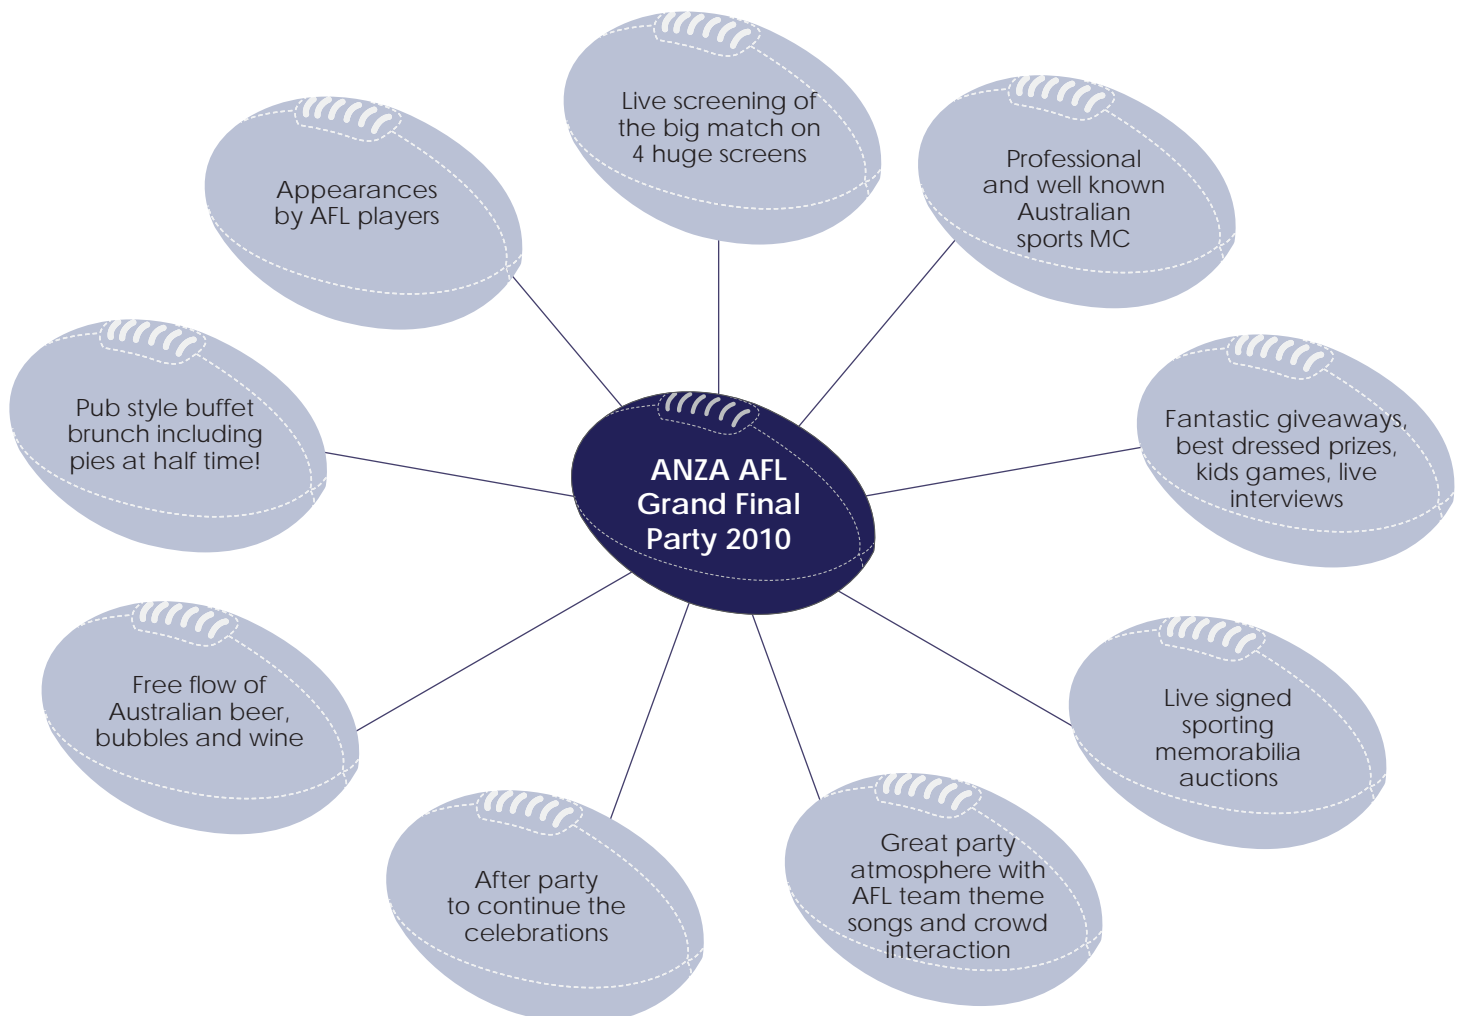 Live screening of
the big match on
4 huge screens
Professional
and well known
Australian
sports MC
Appearances
by AFL players
Pub style buffet
brunch including
pies at half time!
ANZA AFL
Grand Final
Party 2010
Fantastic giveaways,
best dressed prizes,
kids games, live
interviews
Free flow of
Australian beer,
bubbles and wine
Live signed
sporting
memorabilia
auctions
After party
to continue the
celebrations
Great party
atmosphere with
AFL team theme
songs and crowd
interaction